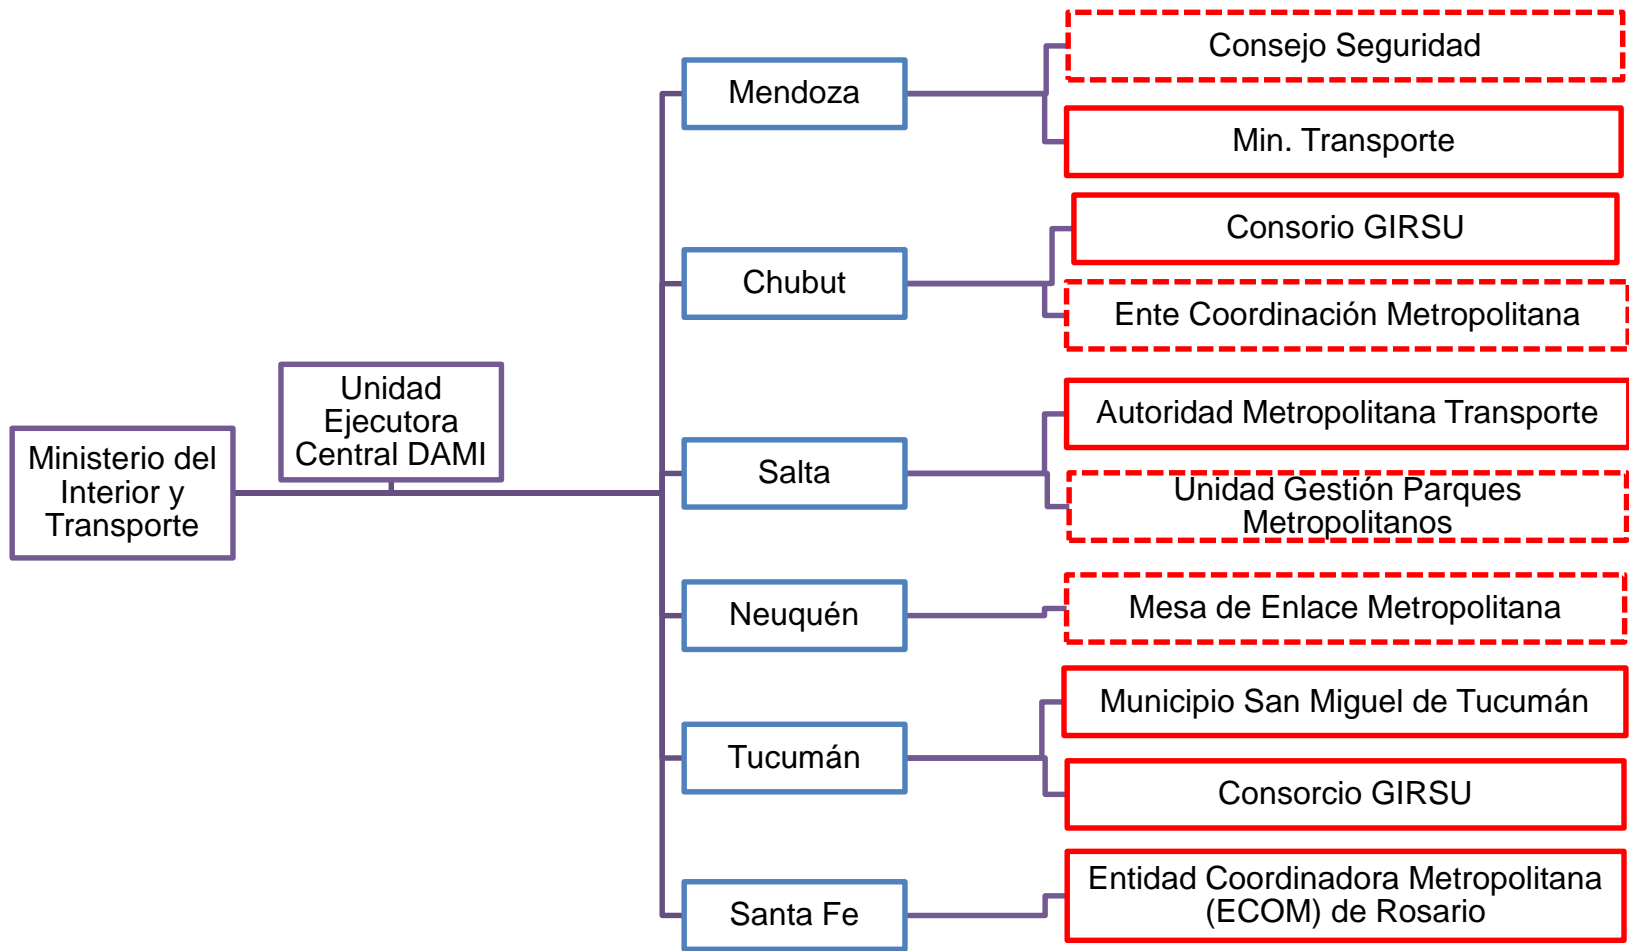 Ministerio del
Interior y
Transporte
Unidad
Ejecutora
Central DAMI
Mendoza
Consejo Seguridad
Min. Transporte
Chubut
Consorio GIRSU
Ente Coordinación Metropolitana
Salta
Autoridad Metropolitana Transporte
Unidad Gestión Parques
Metropolitanos
Neuquén
Mesa de Enlace Metropolitana
Tucumán
Municipio San Miguel de Tucumán
Consorcio GIRSU
Santa Fe
Entidad Coordinadora Metropolitana
(ECOM) de Rosario